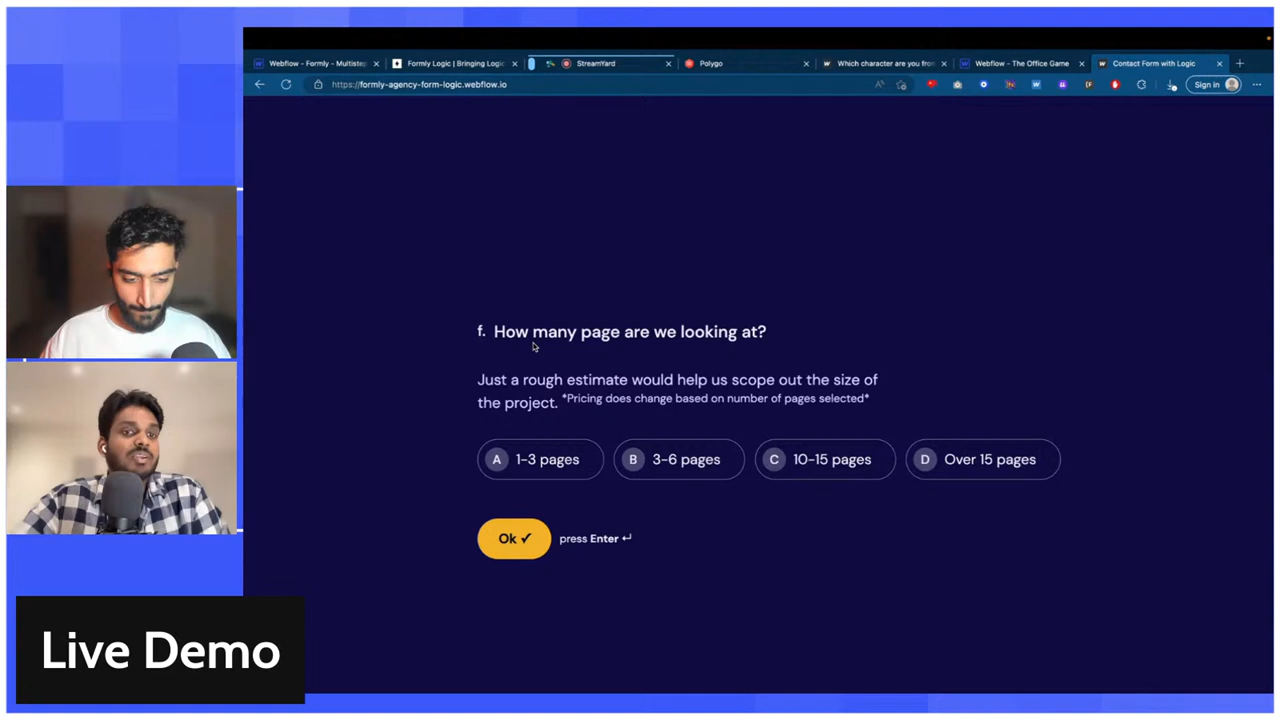 Webflow - Formly - Multistep
Formly Logic | Bringing Logic
StreamYard
Polygo
Which character are you from
Webflow - The Office Game
Contact Form with Logic
https://formly-agency-form-logic.webflow.io
Sign in
f. How many page are we looking at?
Just a rough estimate would help us scope out the size of
the project. *Pricing does change based on number of pages selected*
A 1-3 pages B 3-6 pages C 10-15 pages D Over 15 pages
Ok ✓ press Enter ↵
Live Demo